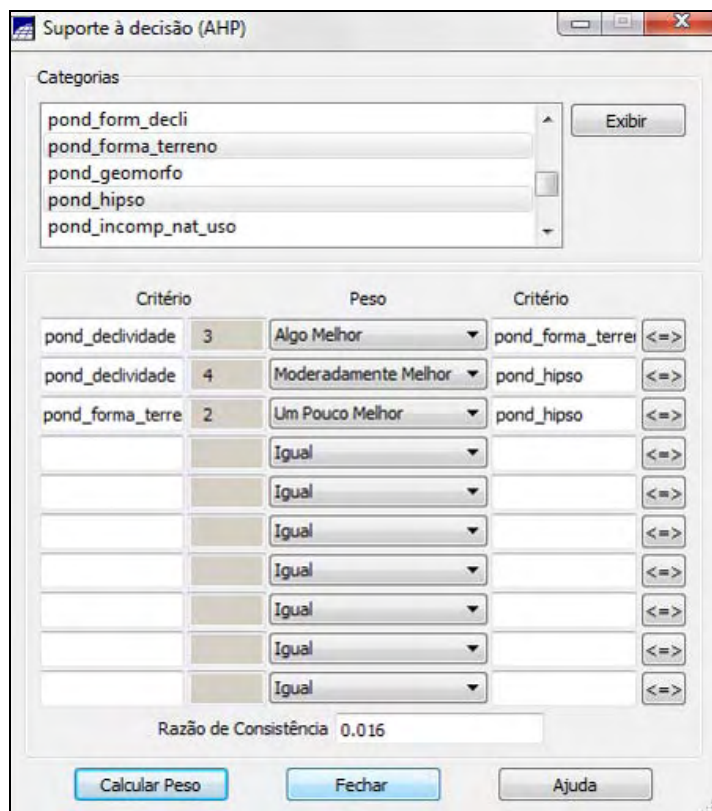 Suporte à decisão (AHP)
Categorias
pond_form_decli
pond_forma_terreno
pond_geomorfo
pond_hipso
pond_incomp_nat_uso
Exibir
Critério Peso Critério
pond_declividade 3 Algo Melhor pond_forma_terrei <=>
pond_declividade 4 Moderadamente Melhor pond_hipso <=>
pond_forma_terre 2 Um Pouco Melhor pond_hipso <=>
Igual <=>
Igual <=>
Igual <=>
Igual <=>
Igual <=>
Igual <=>
Igual <=>
Razão de Consistência 0.016
Calcular Peso Fechar Ajuda